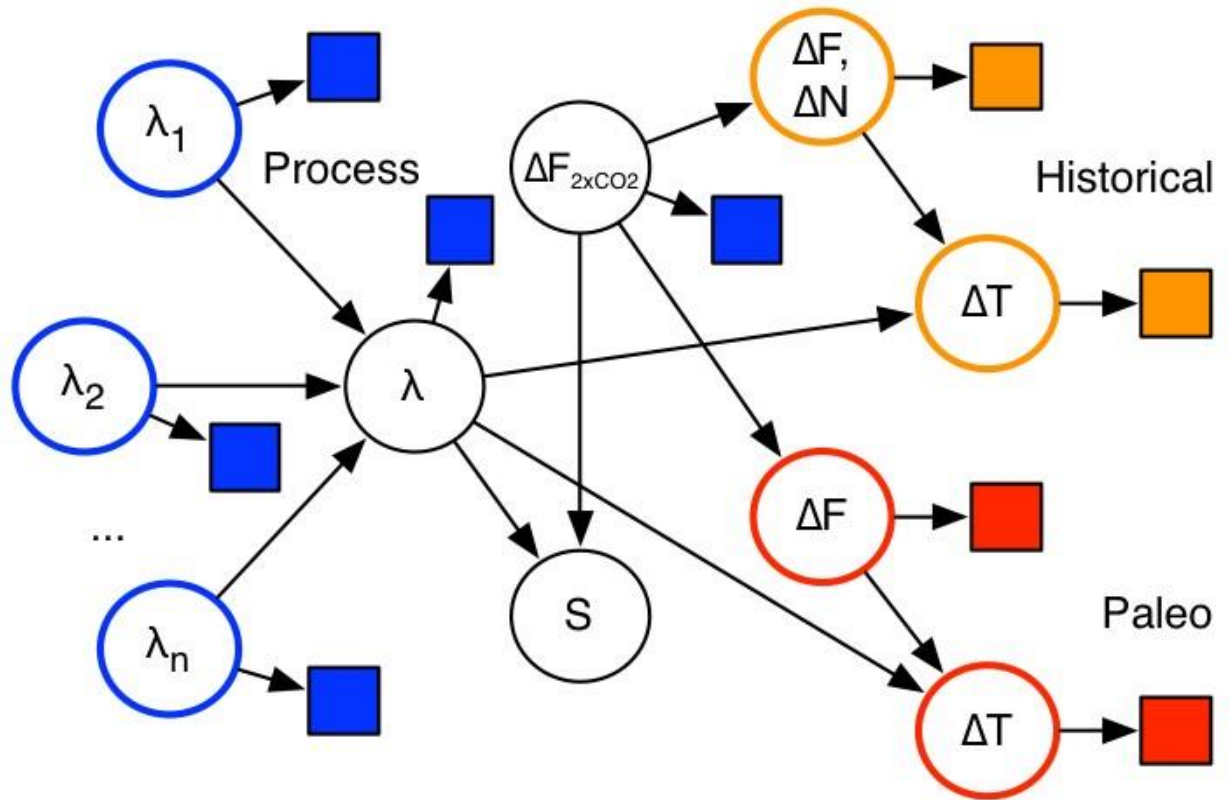 λ1
Process
ΔF2xCO2
ΔF,
ΔN
Historical
λ2
λ
ΔT
...
ΔF
λn
S
Paleo
ΔT